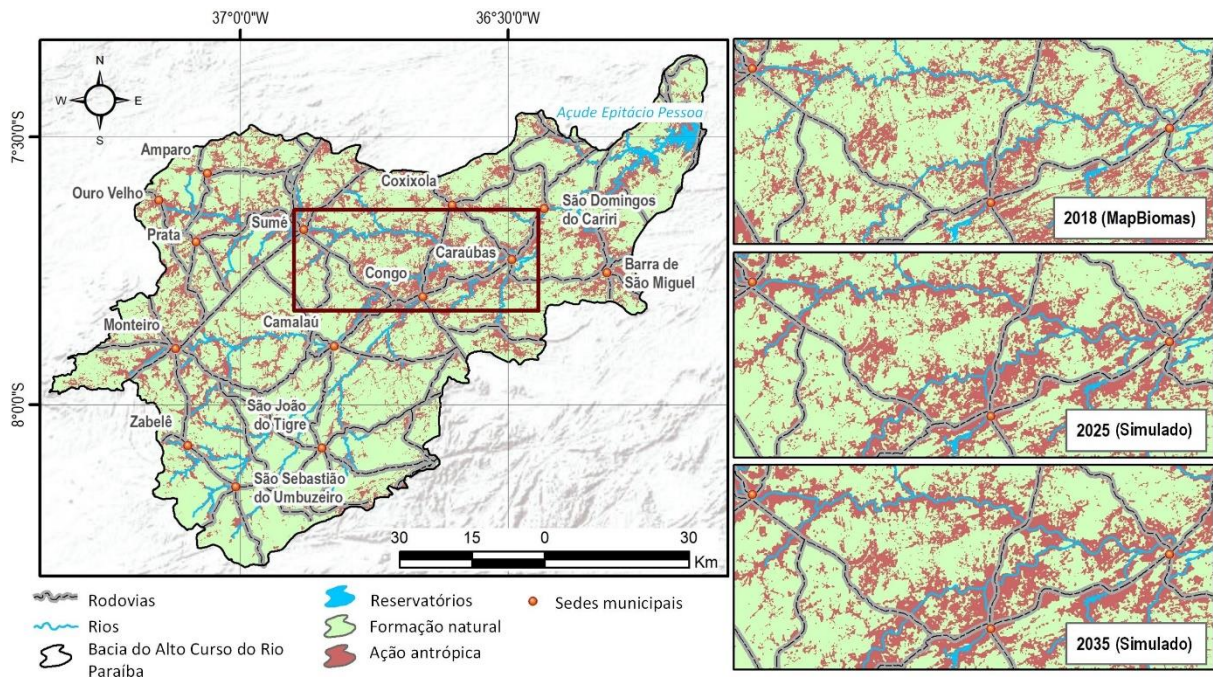 37°0'0"W
36°30'0"W
7°30'0"S
8°0'0"S
N
W
E
S
Açude Epitácio Pessoa
Amparo
Ouro Velho
Prata
Sumé
Coxixola
São Domingos
do Cariri
Caraúbas
Congo
Barra de
São Miguel
Monteiro
Camalaú
São João
do Tigre
Zabelê
São Sebastião
do Umbuzeiro
30 15 0 30
Km
2018 (MapBiomas)
2025 (Simulado)
2035 (Simulado)
Rodovias
Rios
Bacia do Alto Curso do Rio
Paraíba
Reservatórios
Formação natural
Ação antrópica
Sedes municipais